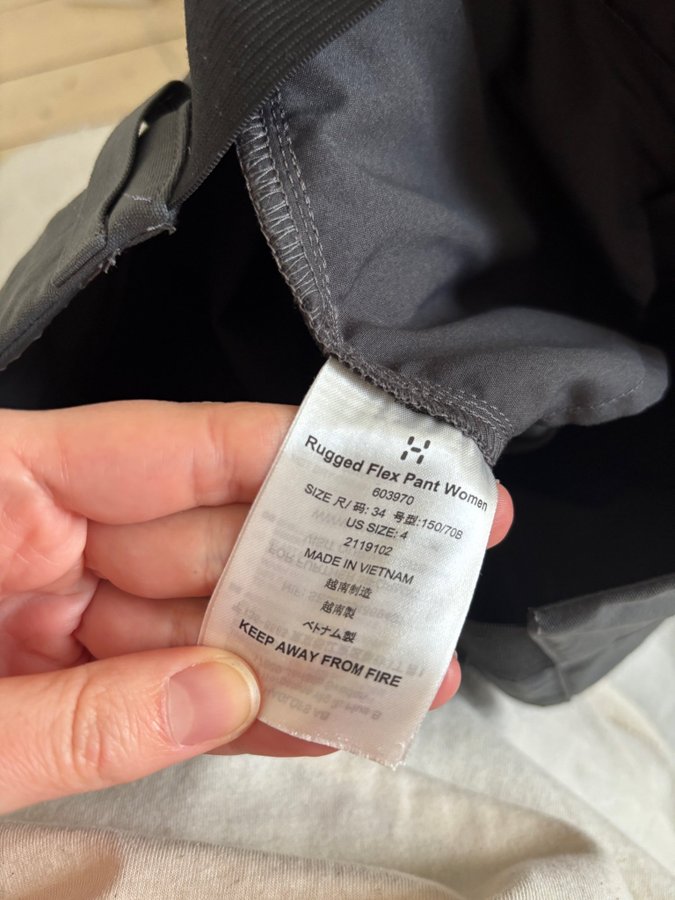 Rugged Flex Pant Women
603970
SIZE 尺/码: 34 号型:150/70B
US SIZE: 4
2119102
MADE IN VIETNAM
越南制造
越南製
ベトナム製
KEEP AWAY FROM FIRE